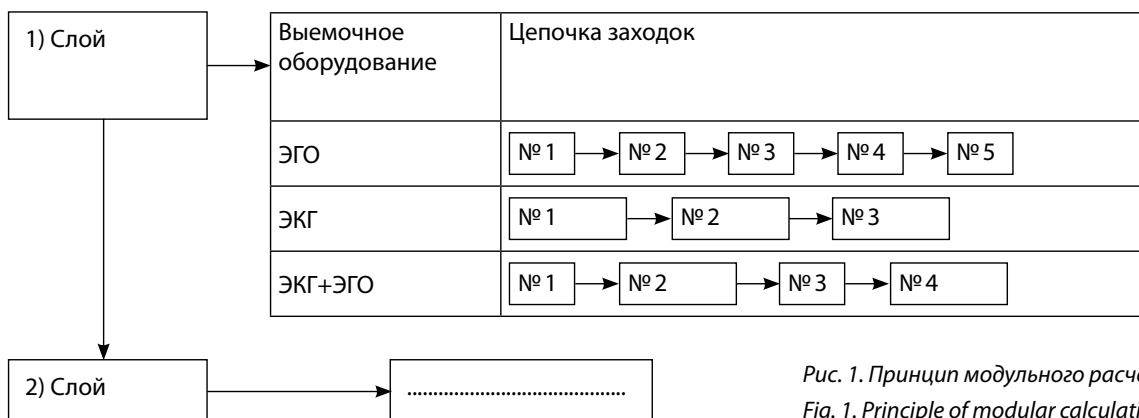 1) Слой
Выемочное
оборудование
Цепочка заходок
ЭГО
№ 1 № 2 № 3 № 4 № 5
ЭКГ
№ 1 № 2 № 3
ЭКГ+ЭГО
№ 1 № 2 № 3 № 4
2) Слой
.......................................
Рис. 1. Принцип модульного
Fig. 1. Principle of modular